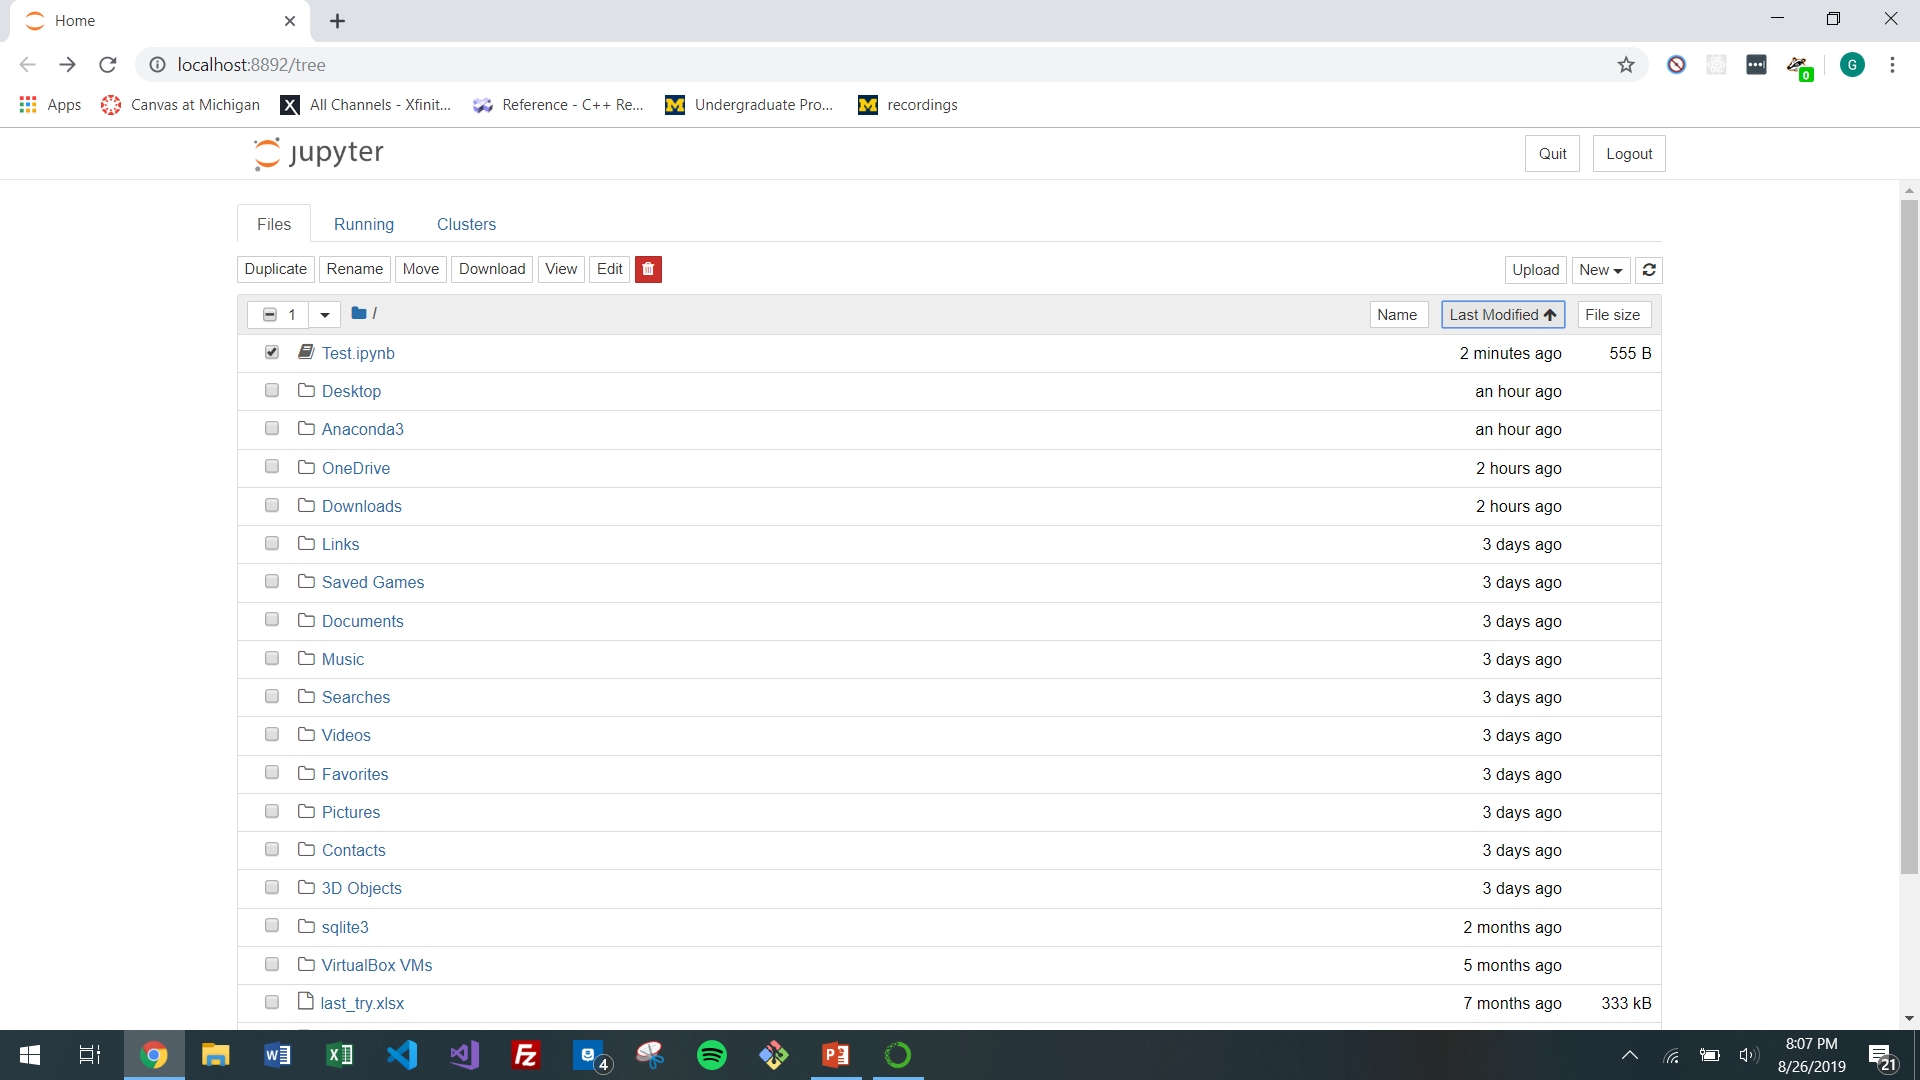 Home
localhost:8892/tree
G
0
Apps
Canvas at Michigan
All Channels - Xfinit...
Reference - C++ Re...
Undergraduate Pro...
recordings
jupyter
Quit
Logout
Files
Running
Clusters
Duplicate
Rename
Move
Download
View
Edit
Upload
New
1
/
Name
Last Modified
File size
Test.ipynb 2 minutes ago 555 B
Desktop an hour ago
Anaconda3 an hour ago
OneDrive 2 hours ago
Downloads 2 hours ago
Links 3 days ago
Saved Games 3 days ago
Documents 3 days ago
Music 3 days ago
Searches 3 days ago
Videos 3 days ago
Favorites 3 days ago
Pictures 3 days ago
Contacts 3 days ago
3D Objects 3 days ago
sqlite3 2 months ago
VirtualBox VMs 5 months ago
last_try.xlsx 7 months ago 333 kB
4
8:07 PM
8/26/2019
21